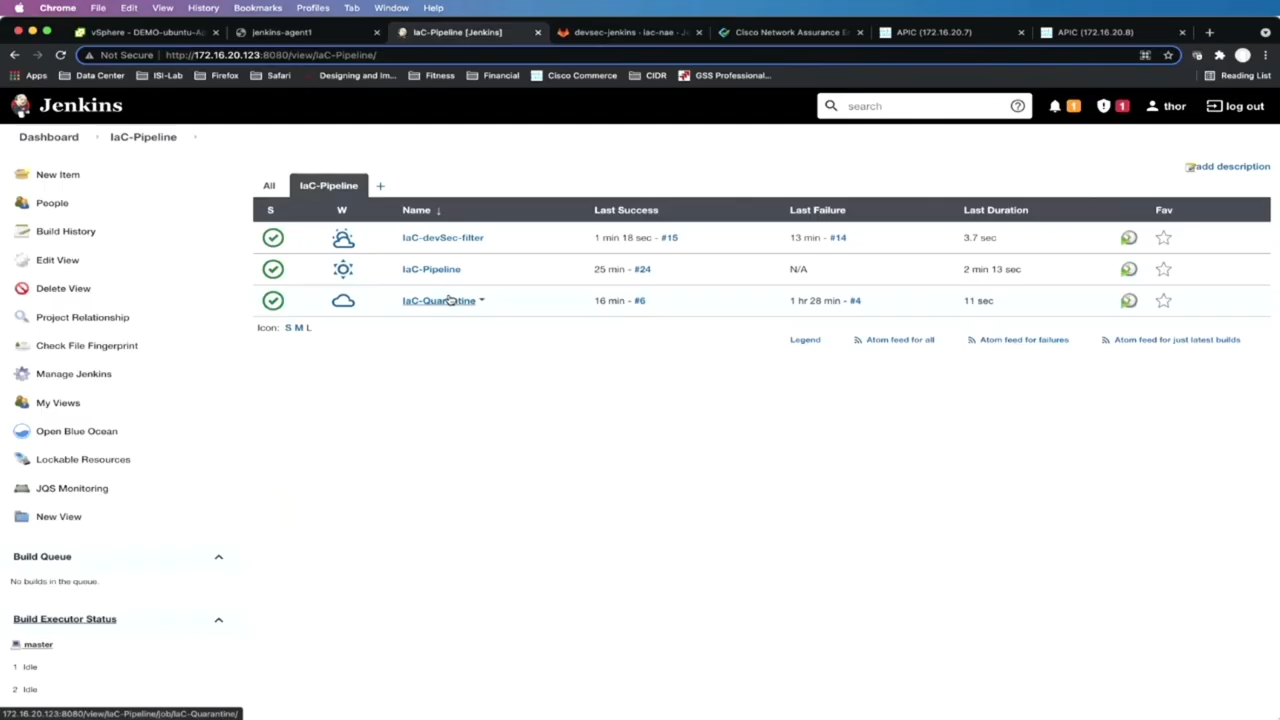 Chrome File Edit View History Bookmarks Profiles Tab Window Help
vSphere - DEMO-ubuntu-A jenkins-agent1 IaC-Pipeline [Jenkins] devsec-jenkins · iac-nae · Cisco Network Assurance E APIC (172.16.20.7) APIC (172.16.20.8)
Not Secure | http://172.16.20.123:8080/view/IaC-Pipeline/
Apps Data Center ISI-Lab Firefox Safari Designing and Im... Fitness Financial Cisco Commerce CIDR GSS Professional... Reading List
Jenkins search 1 1 thor log out
Dashboard IaC-Pipeline
add description
New Item
People
Build History
Edit View
Delete View
Project Relationship
Check File Fingerprint
Manage Jenkins
My Views
Open Blue Ocean
Lockable Resources
JQS Monitoring
New View
All IaC-Pipeline +
S W Name ↓ Last Success Last Failure Last Duration Fav
IaC-devSec-filter 1 min 18 sec - #15 13 min - #14 3.7 sec
IaC-Pipeline 25 min - #24 N/A 2 min 13 sec
IaC-Quarantine 16 min - #6 1 hr 28 min - #4 11 sec
Icon: S M L
Legend Atom feed for all Atom feed for failures Atom feed for just latest builds
Build Queue
No builds in the queue.
Build Executor Status
master
1 Idle
2 Idle
172.16.20.123:8080/view/IaC-Pipeline/job/IaC-Quarantine/